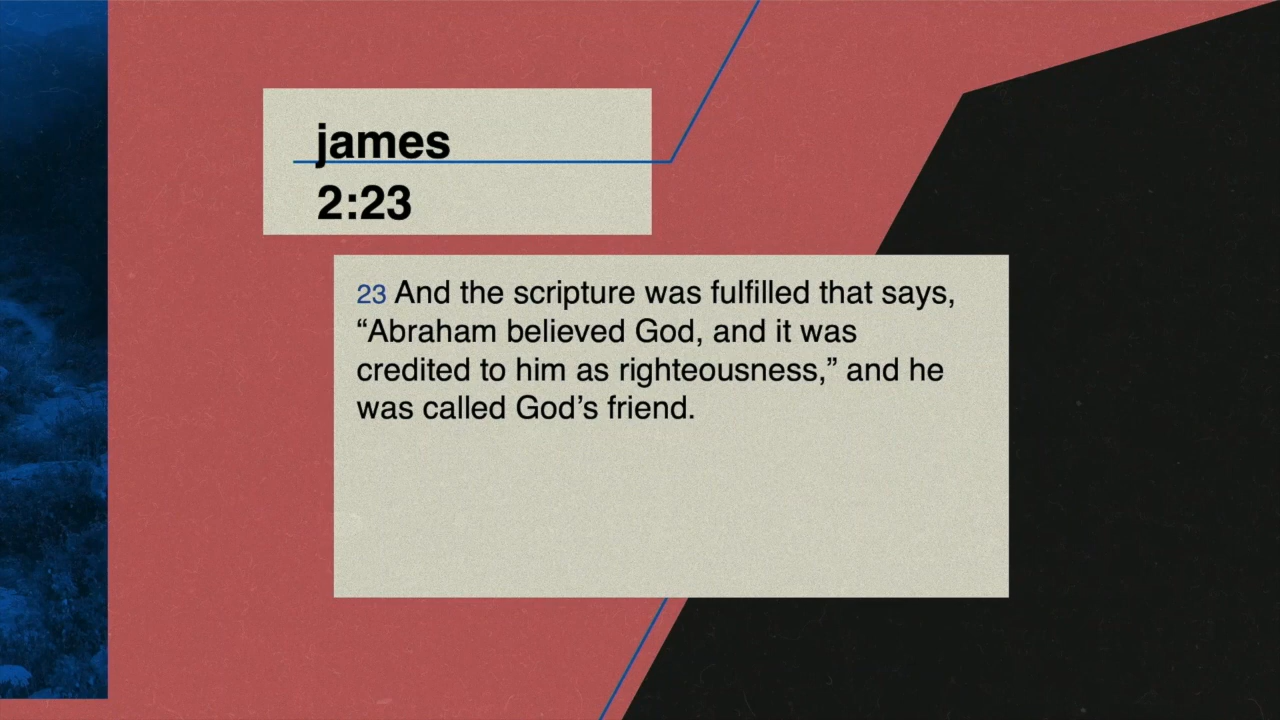 james
2:23
23 And the scripture was fulfilled that says,
“Abraham believed God, and it was
credited to him as righteousness,” and he
was called God’s friend.